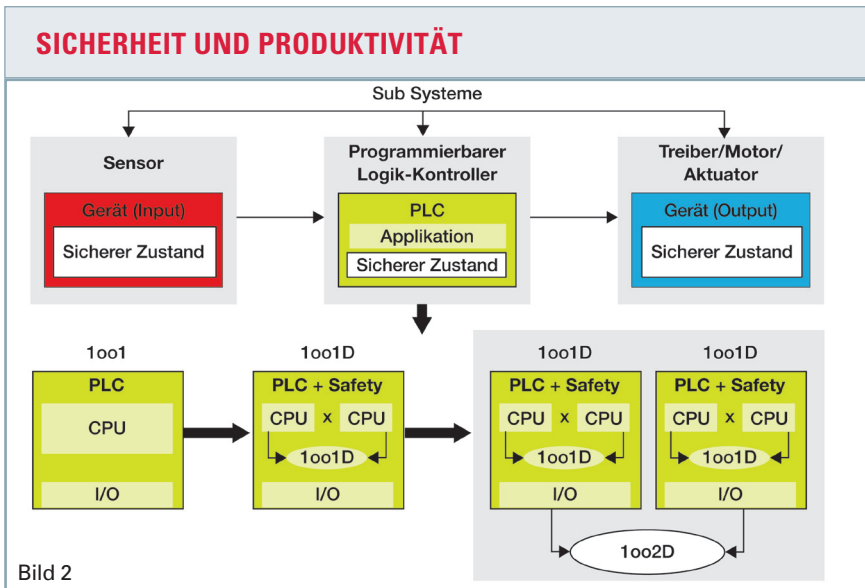 SICHERHEIT UND PRODUKTIVITÄT
Sub Systeme
Sensor
Gerät (Input)
Sicherer Zustand
Programmierbarer
Logik-Kontroller
PLC
Applikation
Sicherer Zustand
Treiber/Motor/
Aktuator
Gerät (Output)
Sicherer Zustand
1oo1
PLC
CPU
I/O
1oo1D
PLC + Safety
CPU x CPU
1oo1D
I/O
1oo1D
PLC + Safety
CPU x CPU
1oo1D
I/O
1oo1D
PLC + Safety
CPU x CPU
1oo1D
I/O
1oo2D
Bild 2